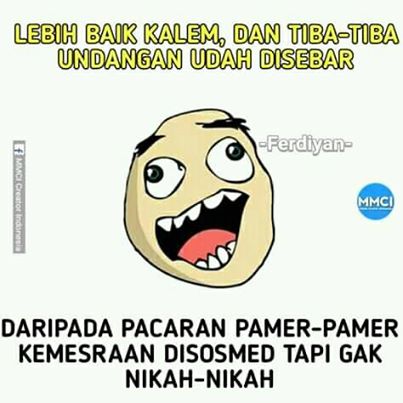 LEBIH BAIK KALEM, DAN TIBA-TIBA
UNDANGAN UDAH DISEBAR
-Ferdiyan-
MMCI Creator Indonesia
MMCI
DARIPADA PACARAN PAMER-PAMER
KEMESRAAN DISOSMED TAPI GAK
NIKAH-NIKAH